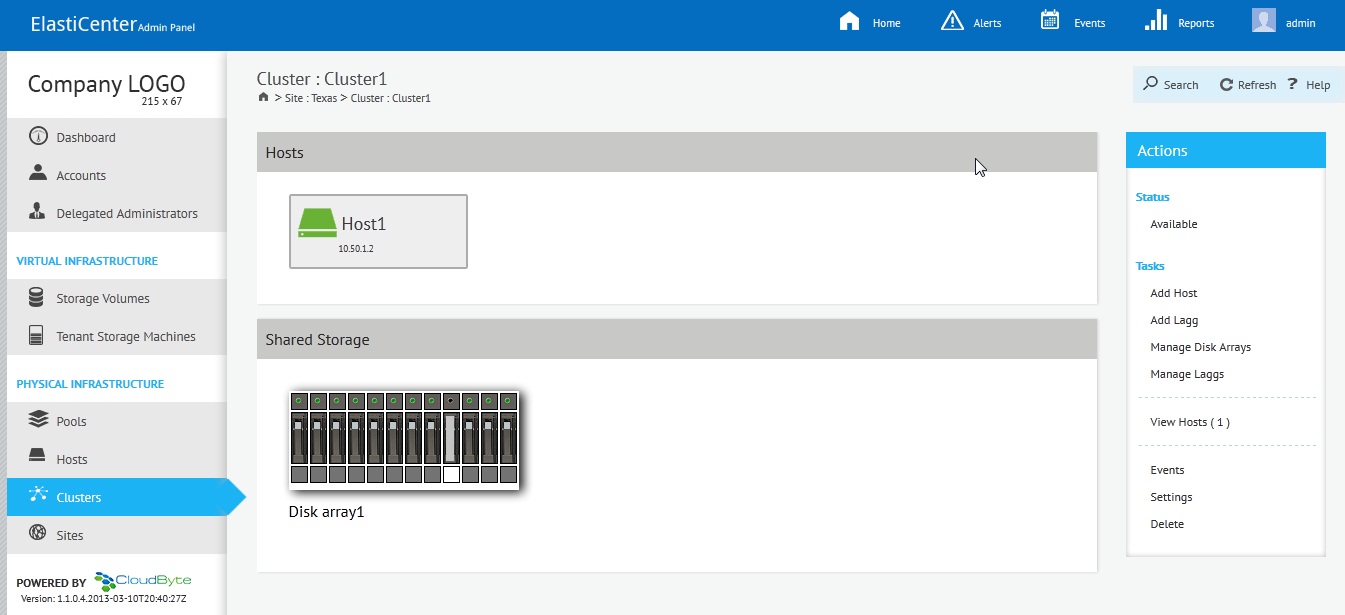 ElastiCenter Admin Panel
Home
Alerts
Events
Reports
admin
Company LOGO
215 x 67
Dashboard
Accounts
Delegated Administrators
VIRTUAL INFRASTRUCTURE
Storage Volumes
Tenant Storage Machines
PHYSICAL INFRASTRUCTURE
Pools
Hosts
Clusters
Sites
POWERED BY CloudByte
Version: 1.1.0.4.2013-03-10T20:40:27Z
Cluster : Cluster1
> Site : Texas > Cluster : Cluster1
Search
Refresh
? Help
Hosts
Host1
10.50.1.2
Shared Storage
Disk array1
Actions
Status
Available
Tasks
Add Host
Add Lagg
Manage Disk Arrays
Manage Laggs
View Hosts ( 1 )
Events
Settings
Delete